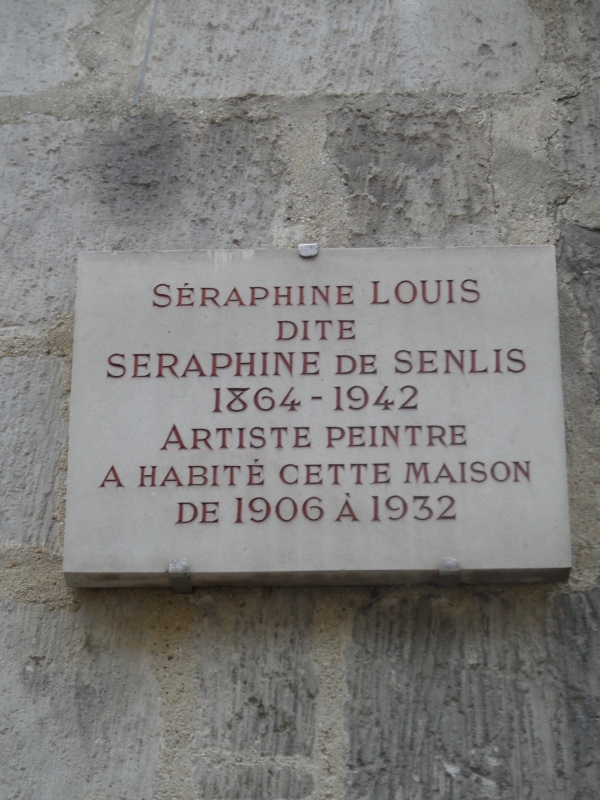 SÉRAPHINE LOUIS
DITE
SERAPHINE DE SENLIS
1864 - 1942
ARTISTE PEINTRE
A HABITÉ CETTE MAISON
DE 1906 À 1932